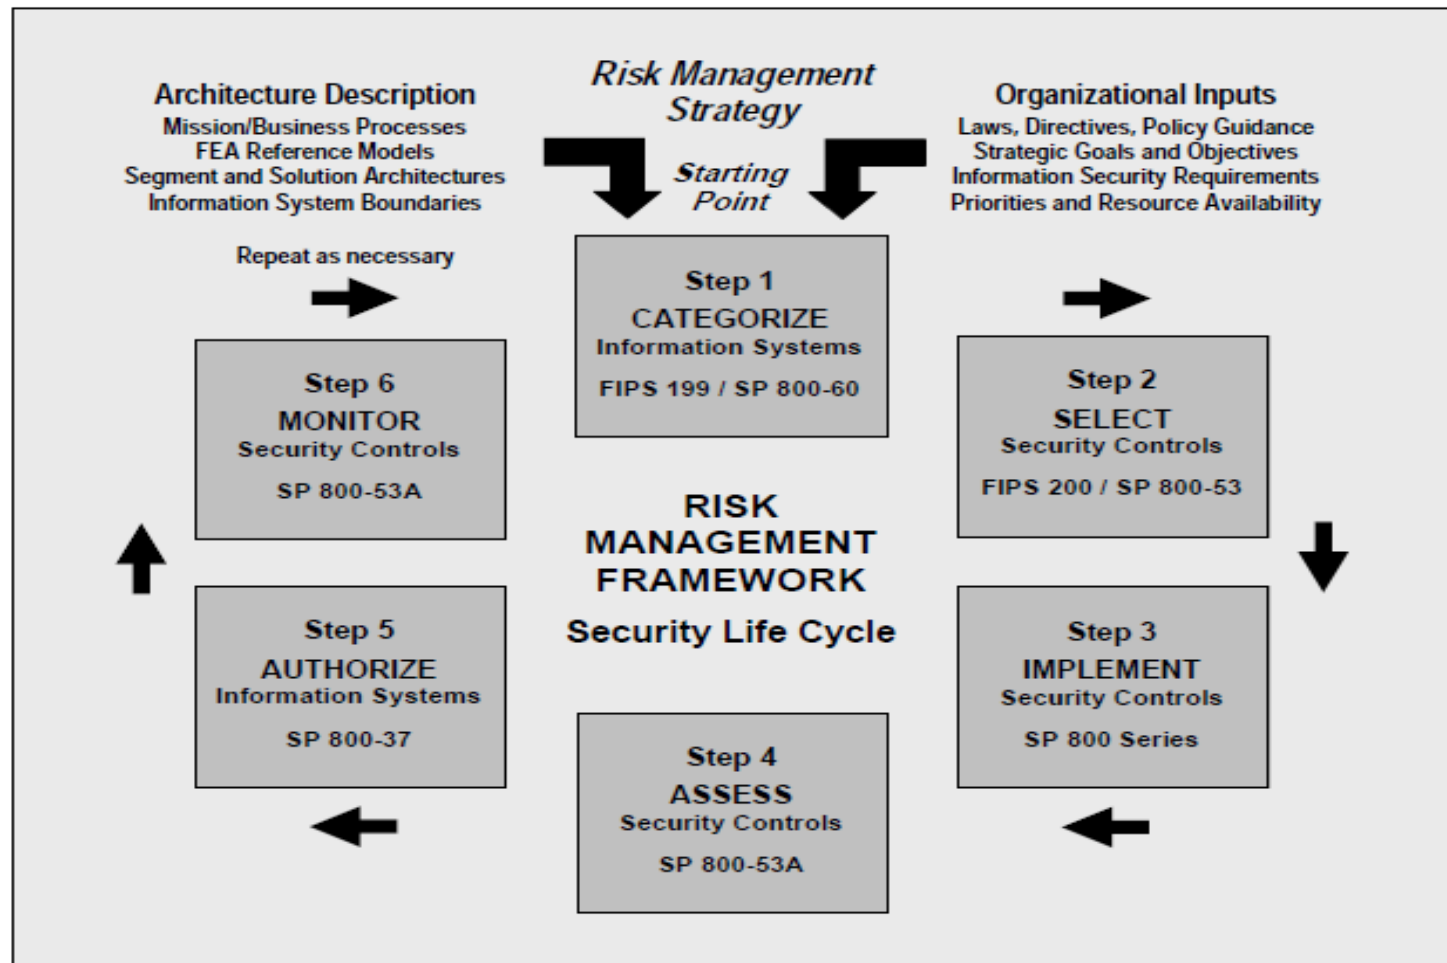 Risk Management
Strategy
Starting
Point
Architecture Description
Mission/Business Processes
FEA Reference Models
Segment and Solution Architectures
Information System Boundaries
Organizational Inputs
Laws, Directives, Policy Guidance
Strategic Goals and Objectives
Information Security Requirements
Priorities and Resource Availability
Repeat as necessary
Step 1
CATEGORIZE
Information Systems
FIPS 199 / SP 800-60
Step 2
SELECT
Security Controls
FIPS 200 / SP 800-53
Step 3
IMPLEMENT
Security Controls
SP 800 Series
Step 4
ASSESS
Security Controls
SP 800-53A
Step 5
AUTHORIZE
Information Systems
SP 800-37
Step 6
MONITOR
Security Controls
SP 800-53A
RISK
MANAGEMENT
FRAMEWORK
Security Life Cycle